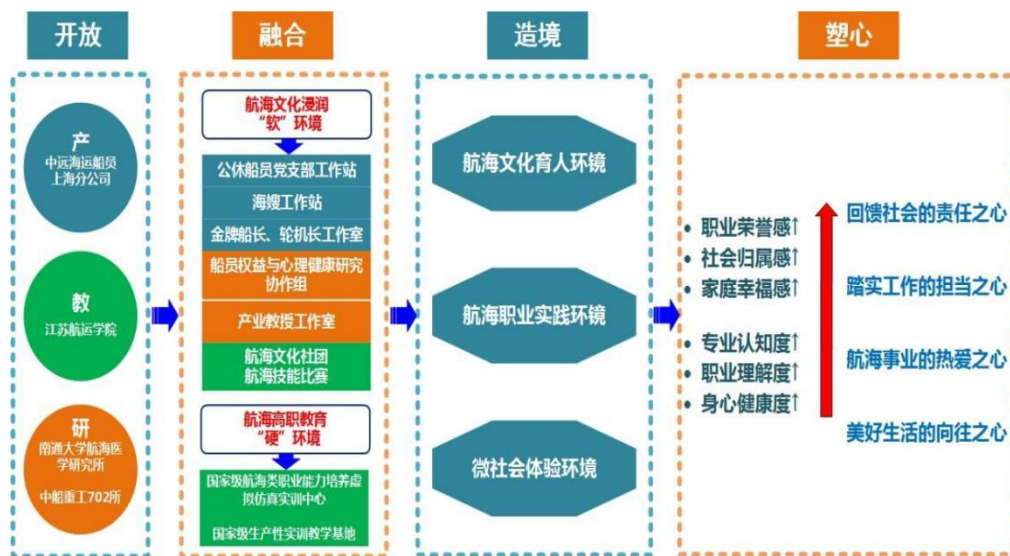 开放
融合
造境
塑心
产
中远海运船员
上海分公司
教
江苏航运学院
研
南通大学航海医
学研究所
中船重工702所
航海文化浸润
“软”环境
公休船员党支部工作站
海嫂工作站
金牌船长、轮机长工作室
船员权益与心理健康研究
协作组
产业教授工作室
航海文化社团
航海技能比赛
航海高职教育
“硬”环境
国家级航海类职业能力培养虚
拟仿真实训中心
国家级生产性实训教学基地
航海文化育人环镜
航海职业实践环镜
微社会体验环境
• 职业荣誉感↑
• 社会归属感↑
• 家庭幸福感↑
• 专业认知度↑
• 职业理解度↑
• 身心健康度↑
回馈社会的责任之心
踏实工作的担当之心
航海事业的热爱之心
美好生活的向往之心